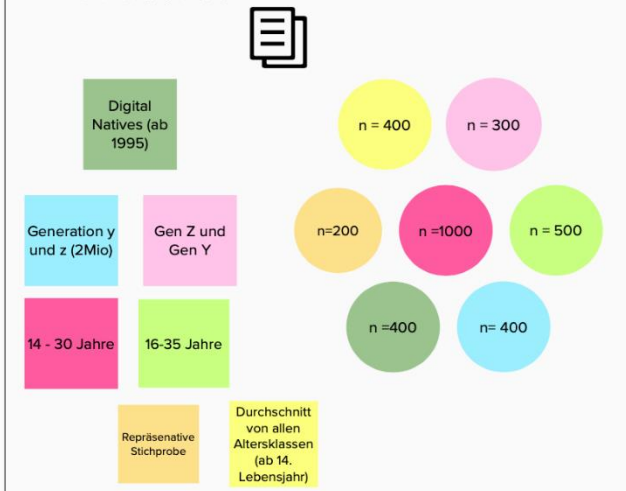 Digital
Natives (ab
1995)
Generation y
und z (2Mio)
Gen Z und
Gen Y
14 - 30 Jahre
16-35 Jahre
Repräsenative
Stichprobe
Durchschnitt
von allen
Altersklassen
(ab 14.
Lebensjahr)
n = 400
n = 300
n=200
n =1000
n = 500
n =400
n= 400